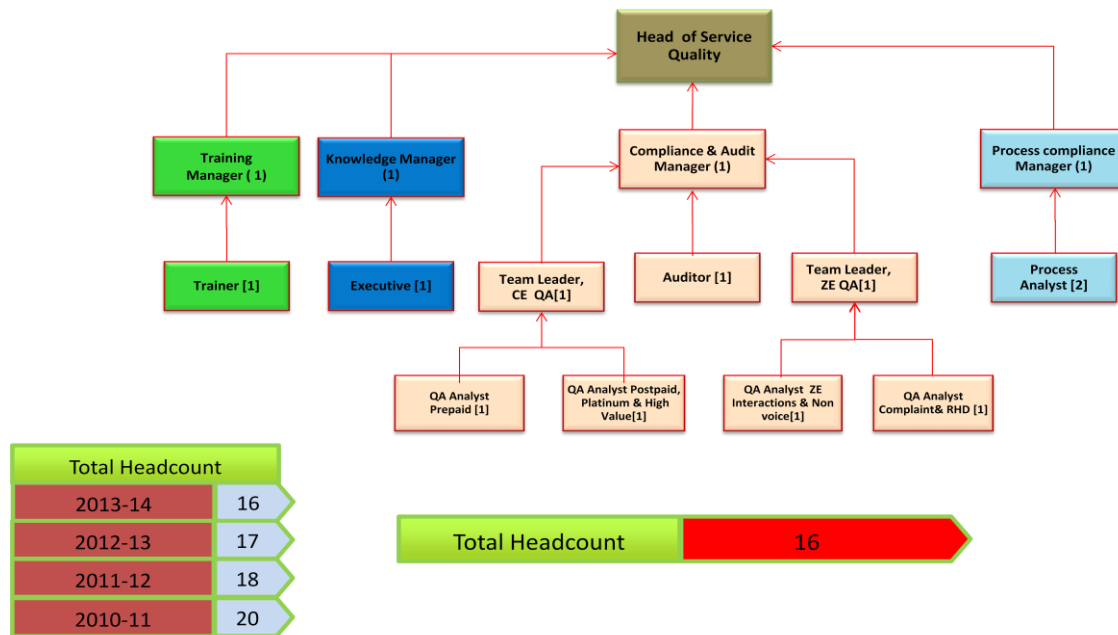 Head of Service
Quality
Training
Manager ( 1)
Knowledge Manager
(1)
Compliance & Audit
Manager (1)
Process compliance
Manager (1)
Trainer [1]
Executive [1]
Team Leader,
CE QA[1]
Auditor [1]
Team Leader,
ZE QA[1]
Process
Analyst [2]
QA Analyst
Prepaid [1]
QA Analyst Postpaid,
Platinum & High
Value[1]
QA Analyst ZE
Interactions & Non
voice[1]
QA Analyst
Complaint& RHD [1]
Total Headcount
2013-14 16
2012-13 17
2011-12 18
2010-11 20
Total Headcount 16